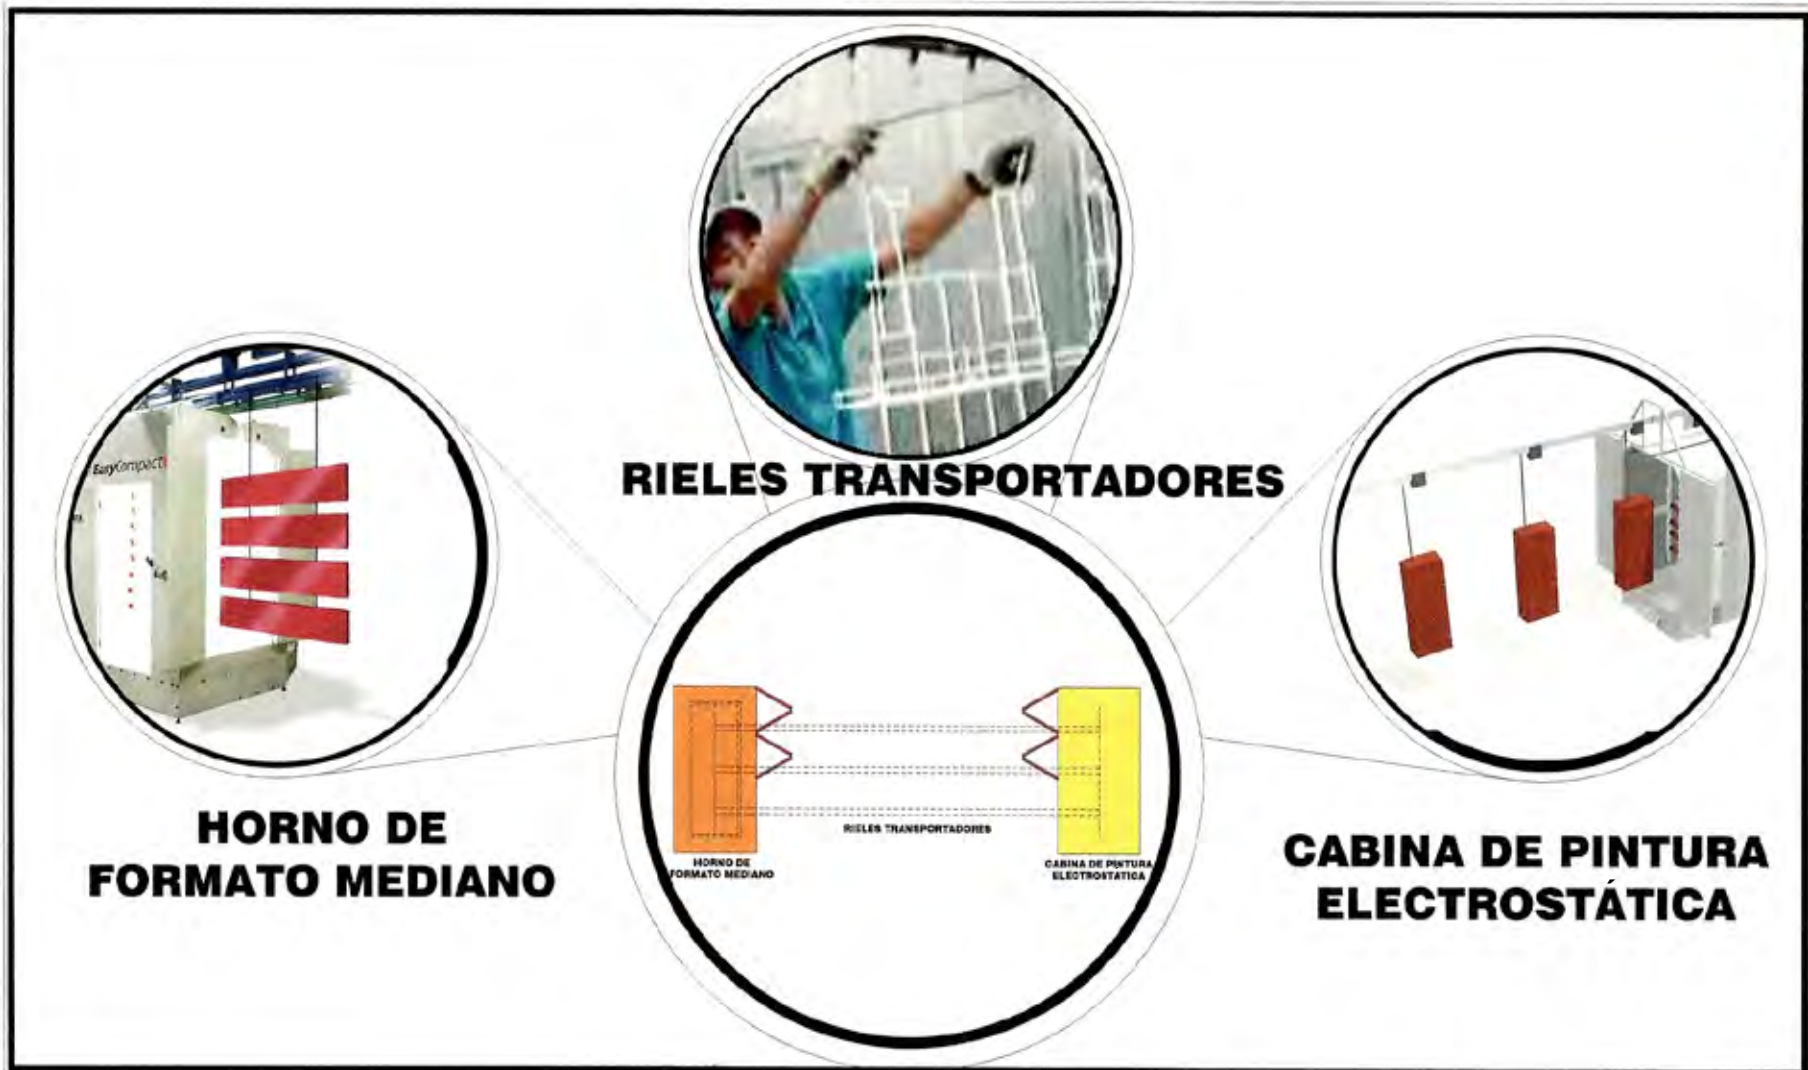 EasyCompact
RIELES TRANSPORTADORES
HORNO DE
FORMATO MEDIANO
RIELES TRANSPORTADORES
HORNO DE
FORMATO MEDIANO
CABINA DE PINTURA
ELECTROSTATICA
CABINA DE PINTURA
ELECTROSTÁTICA